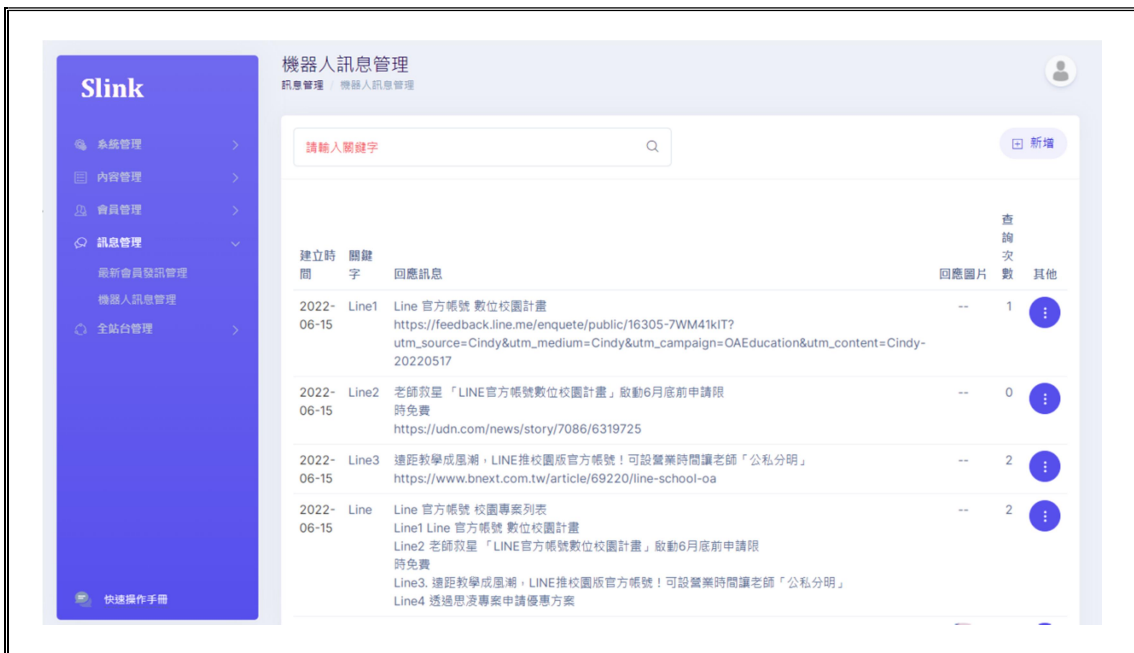 Slink
系統管理
內容管理
會員管理
訊息管理
最新會員發訊管理
機器人訊息管理
全站台管理
快速操作手冊
機器人訊息管理
訊息管理 / 機器人訊息管理
請輸入關鍵字
新增
建立時間 關鍵字 回應訊息 回應圖片 查詢次數 其他
2022-06-15 Line1 Line 官方帳號 數位校園計畫 -- 1
https://feedback.line.me/enquete/public/16305-7WM41kIT?
utm_source=Cindy&utm_medium=Cindy&utm_campaign=OAEducation&utm_content=Cindy-
20220517
2022-06-15 Line2 老師救星 「LINE官方帳號數位校園計畫」啟動6月底前申請限 -- 0
時免費
https://udn.com/news/story/7086/6319725
2022-06-15 Line3 遠距教學成風潮，LINE推校園版官方帳號！可設營業時間讓老師「公私分明」 -- 2
https://www.bnext.com.tw/article/69220/line-school-oa
2022-06-15 Line Line 官方帳號 校園專案列表 -- 2
Line1 Line 官方帳號 數位校園計畫
Line2 老師救星 「LINE官方帳號數位校園計畫」啟動6月底前申請限
時免費
Line3. 遠距教學成風潮，LINE推校園版官方帳號！可設營業時間讓老師「公私分明」
Line4 透過思凌專案申請優惠方案